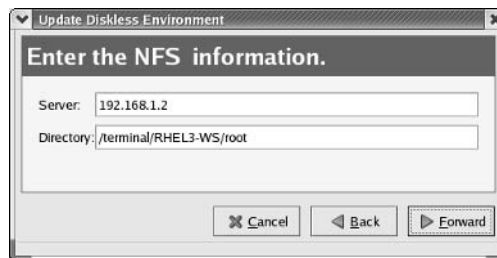 Update Diskless Environment
Enter the NFS information.
Server: 192.168.1.2
Directory: /terminal/RHEL3-WS/root
Cancel Back Forward